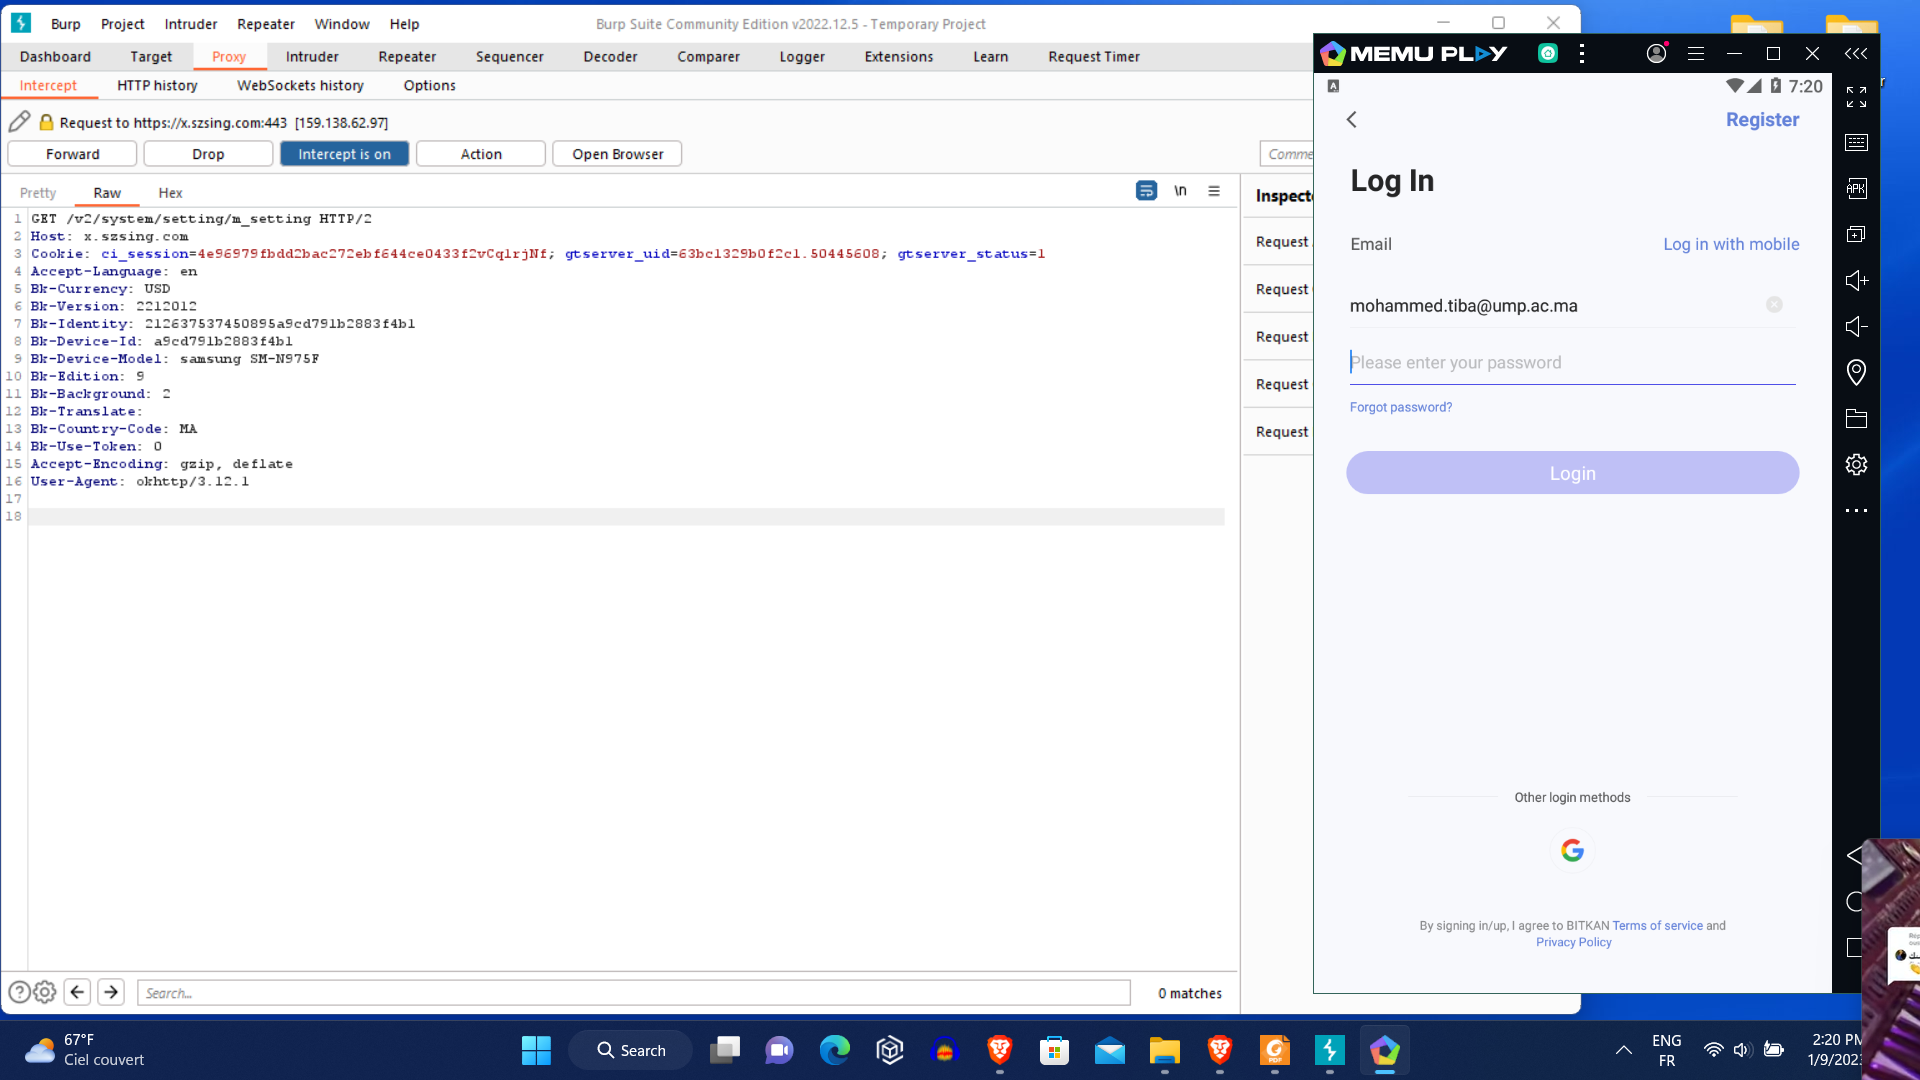 Burp Project Intruder Repeater Window Help
Burp Suite Community Edition v2022.12.5 - Temporary Project
Dashboard Target Proxy Intruder Repeater Sequencer Decoder Comparer Logger Extensions Learn Request Timer
Intercept HTTP history WebSockets history Options
Request to https://x.szsing.com:443 [159.138.62.97]
Forward Drop Intercept is on Action Open Browser
Comme
Pretty Raw Hex
\n
1 GET /v2/system/setting/m_setting HTTP/2
2 Host: x.szsing.com
3 Cookie: ci_session=4e96979fbdd2bac272ebf644ce0433f2vCqlrjNf; gtserver_uid=63bc1329b0f2c1.50445608; gtserver_status=1
4 Accept-Language: en
5 Bk-Currency: USD
6 Bk-Version: 2212012
7 Bk-Identity: 212637537450895a9cd791b2883f4b1
8 Bk-Device-Id: a9cd791b2883f4b1
9 Bk-Device-Model: samsung SM-N975F
10 Bk-Edition: 9
11 Bk-Background: 2
12 Bk-Translate:
13 Bk-Country-Code: MA
14 Bk-Use-Token: 0
15 Accept-Encoding: gzip, deflate
16 User-Agent: okhttp/3.12.1
17
18
Inspect
Request
Request
Request
Request
Request
Search...
0 matches
MEMU PLAY
7:20
Register
Log In
Email
Log in with mobile
mohammed.tiba@ump.ac.ma
Please enter your password
Forgot password?
Login
Other login methods
By signing in/up, I agree to BITKAN Terms of service and
Privacy Policy
APK
67°F
Ciel couvert
Search
ENG
FR
2:20 PM
1/9/202